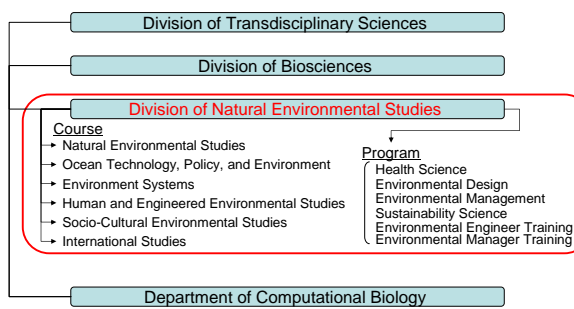 Division of Transdisciplinary Sciences
Division of Biosciences
Division of Natural Environmental Studies
Course
Natural Environmental Studies
Ocean Technology, Policy, and Environment
Environment Systems
Human and Engineered Environmental Studies
Socio-Cultural Environmental Studies
International Studies
Program
Health Science
Environmental Design
Environmental Management
Sustainability Science
Environmental Engineer Training
Environmental Manager Training
Department of Computational Biology